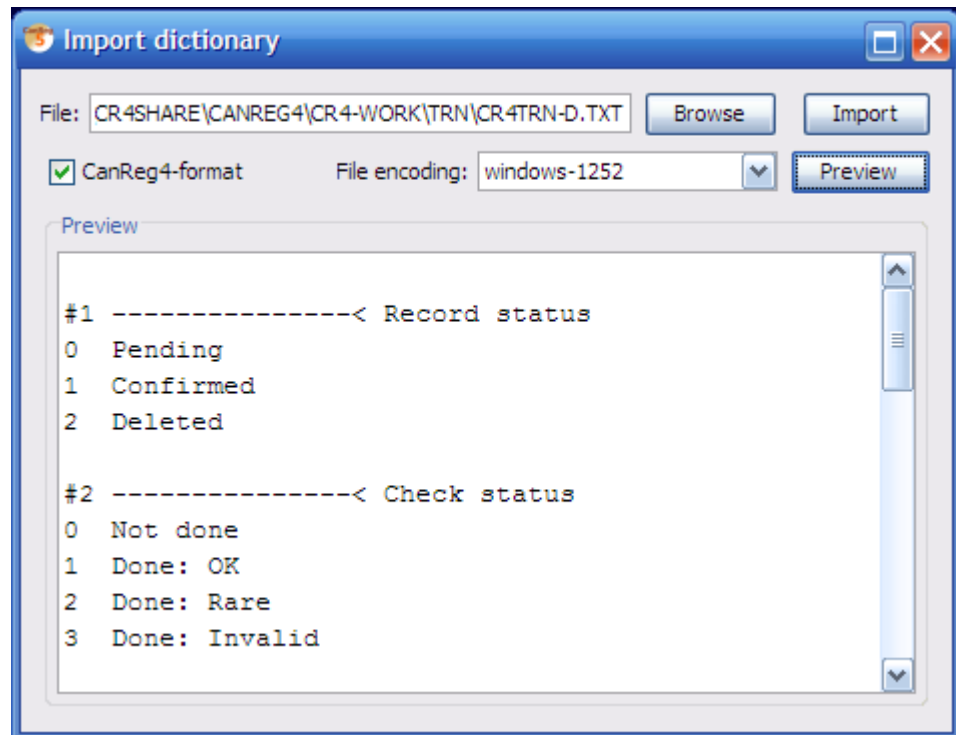 Import dictionary
File: CR4SHARE\CANREG4\CR4-WORK\TRN\CR4TRN-D.TXT Browse Import
CanReg4-format File encoding: windows-1252 Preview
Preview
#1 ---------------< Record status
0 Pending
1 Confirmed
2 Deleted
#2 ---------------< Check status
0 Not done
1 Done: OK
2 Done: Rare
3 Done: Invalid